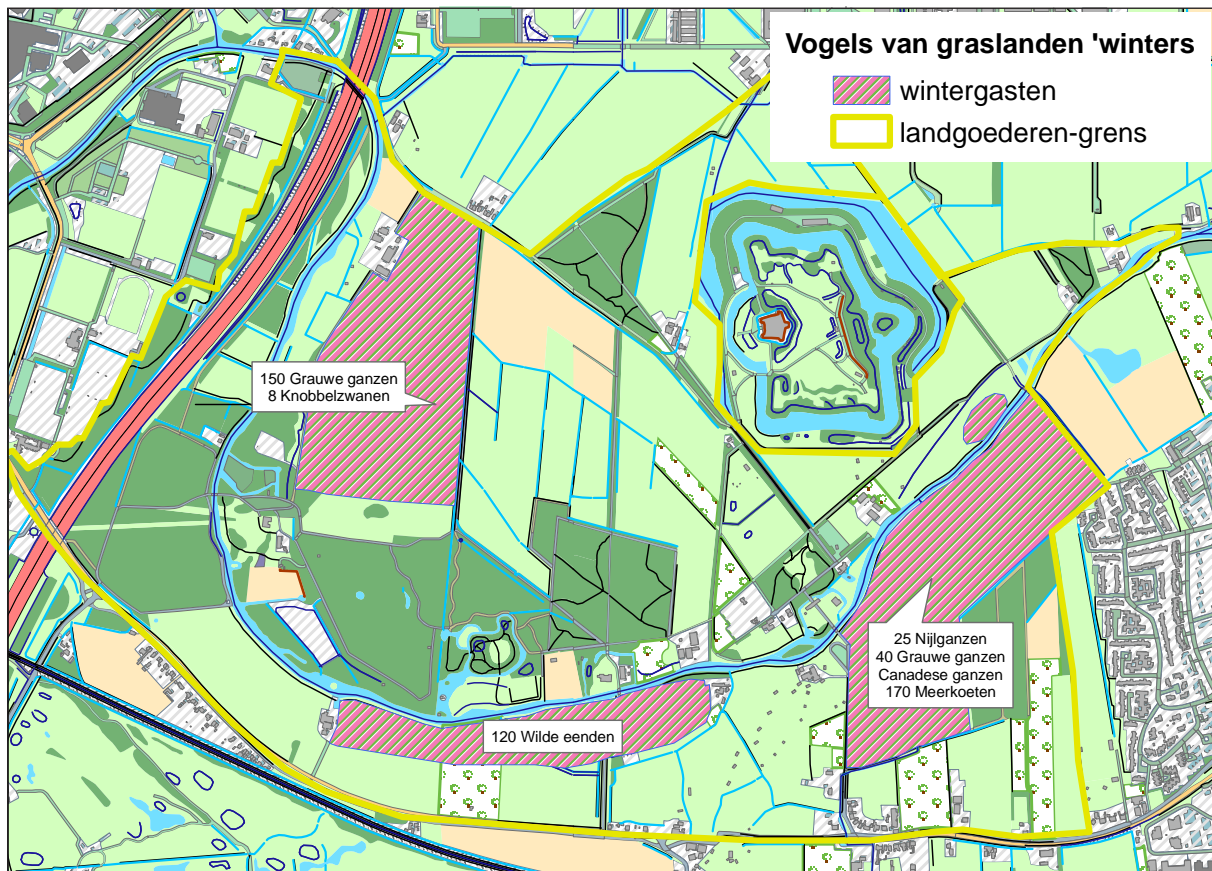 Vogels van graslanden 'winters
wintergasten
landgoederen-grens
150 Grauwe ganzen
8 Knobbelzwanen
25 Nijlganzen
40 Grauwe ganzen
Canadese ganzen
170 Meerkoeten
120 Wilde eenden